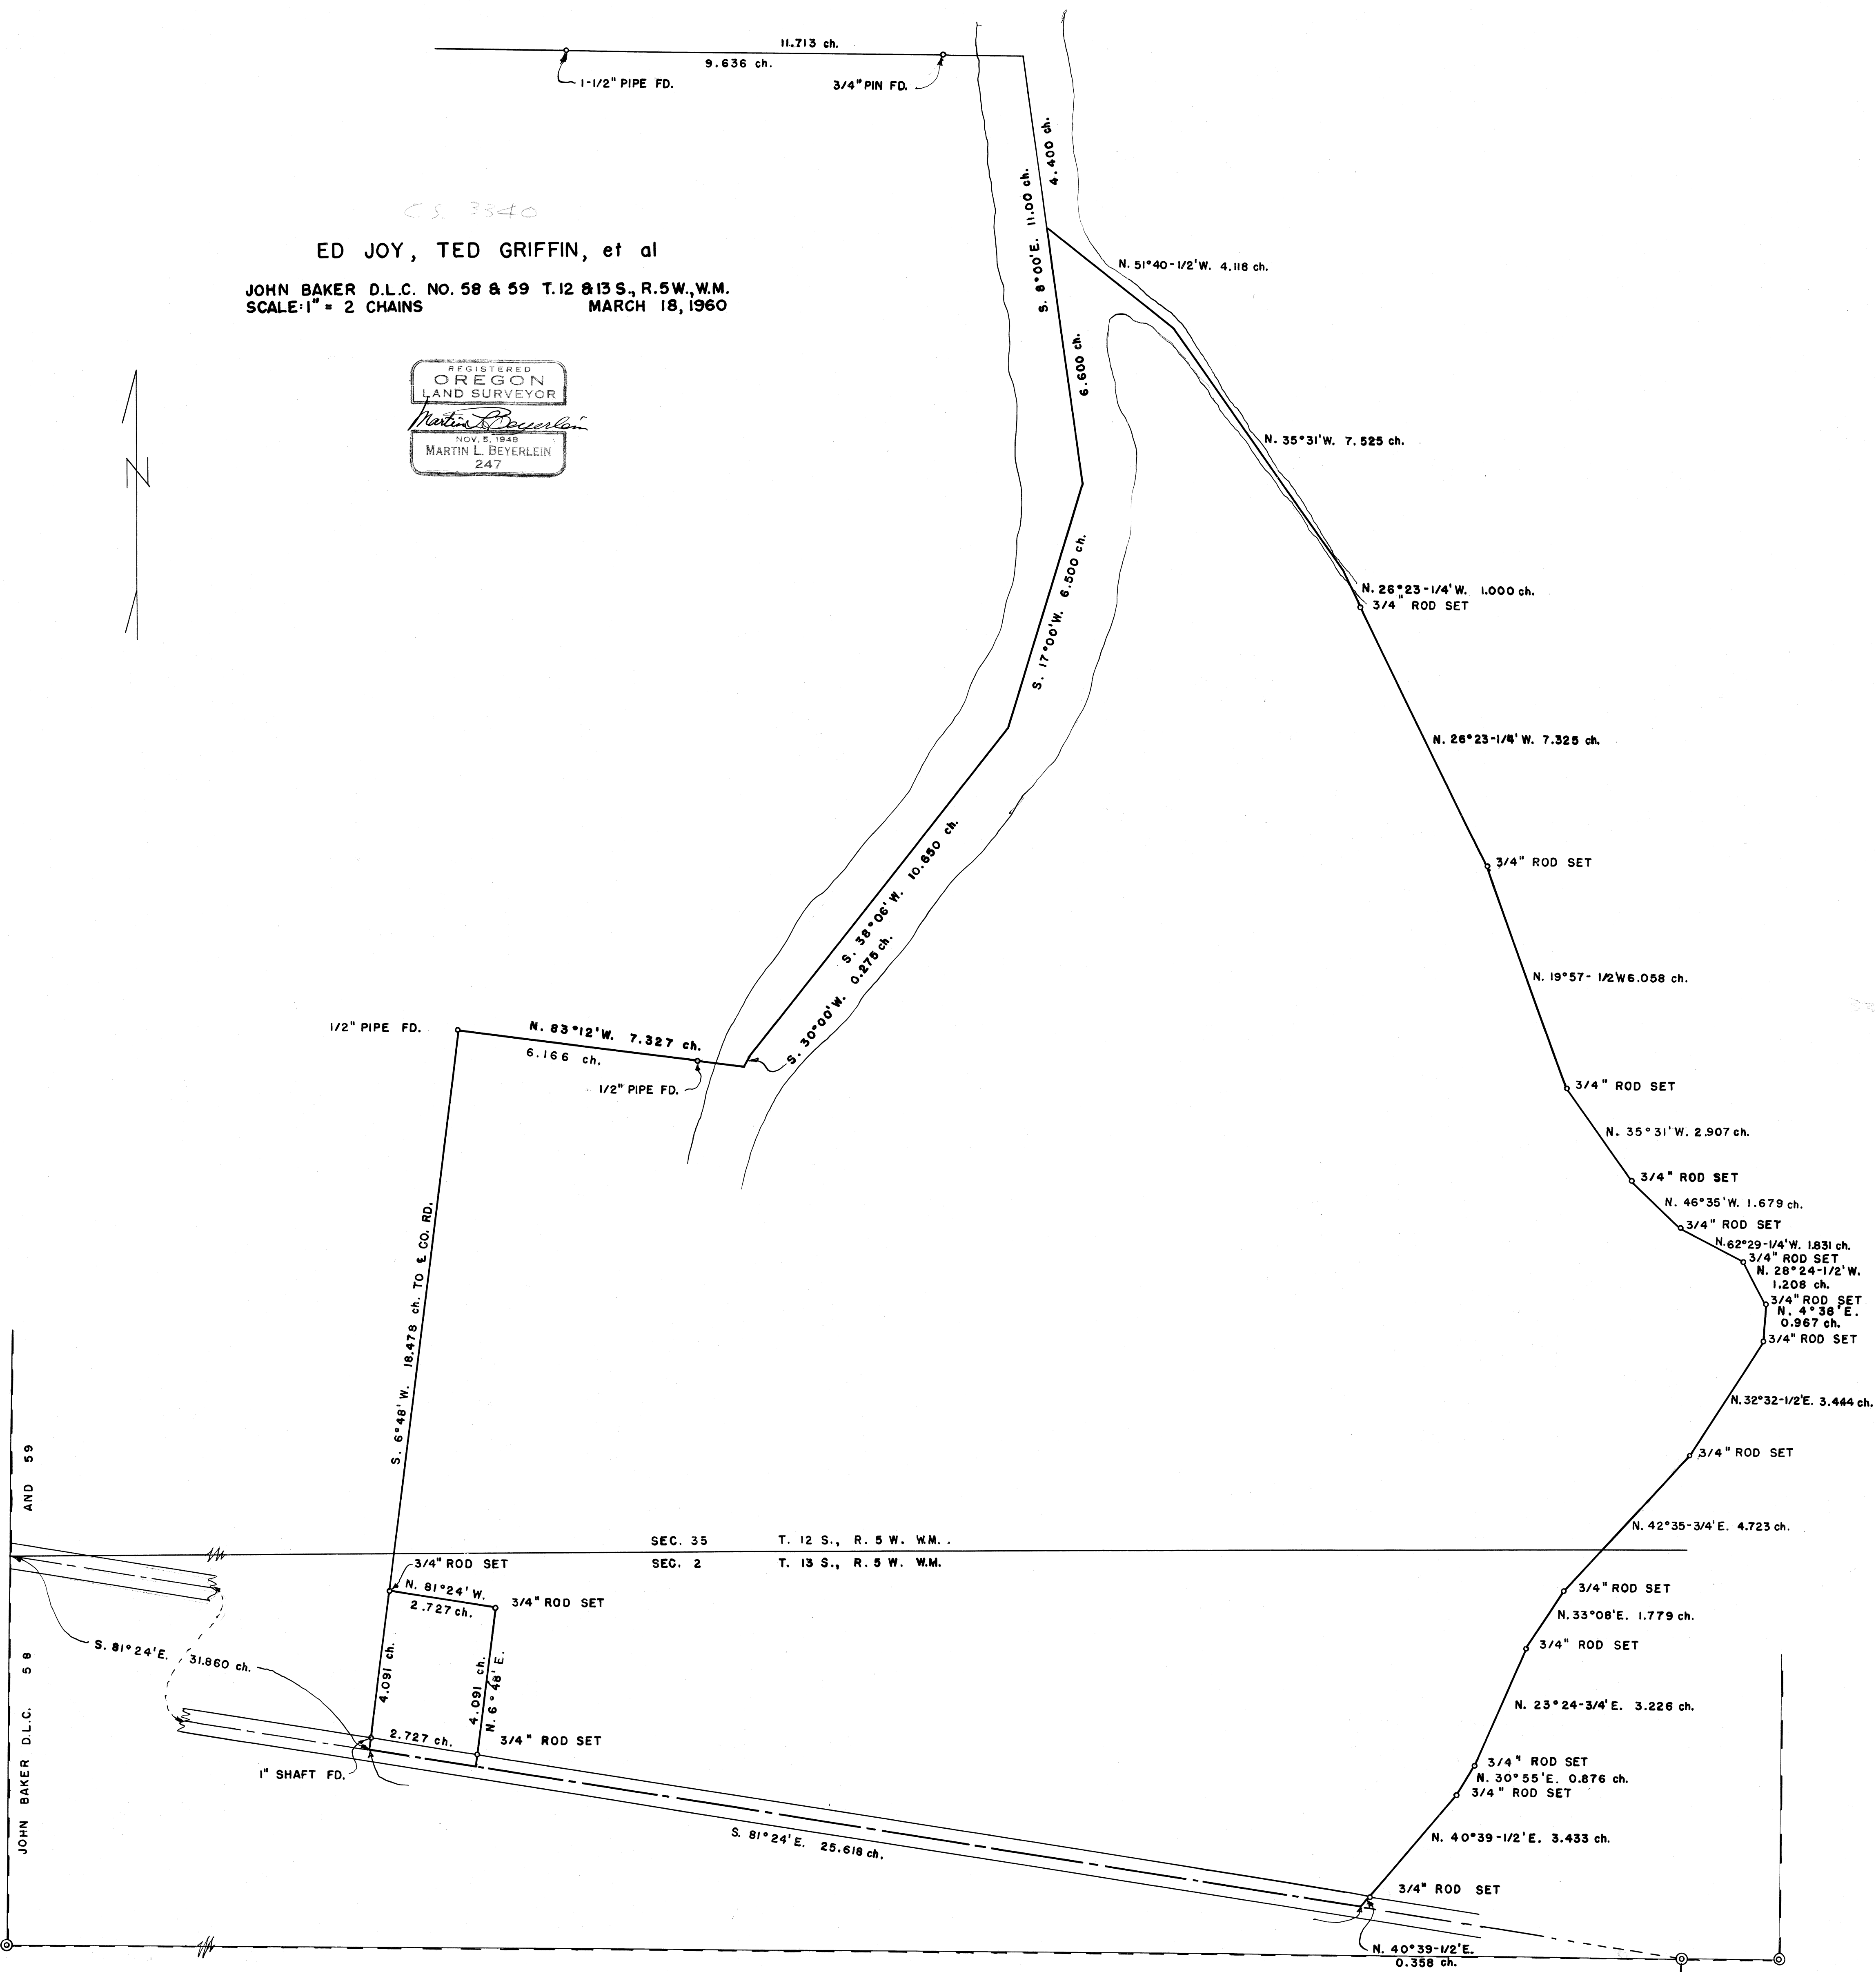 11.713 ch.
9.636 ch.
1-1/2" PIPE FD.
3/4" PIN FD.
4.400 ch.
S. 8°00'E. 11.00 ch.
6.600 ch.
C.S. 3340
ED JOY, TED GRIFFIN, et al
JOHN BAKER D.L.C. NO. 58 & 59 T.12 & 13 S., R.5W.,W.M.
SCALE: 1" = 2 CHAINS MARCH 18, 1960
REGISTERED
OREGON
LAND SURVEYOR
Martin L Beyerlein
NOV. 5, 1948
MARTIN L. BEYERLEIN
247
N
N. 51°40-1/2'W. 4.118 ch.
N. 35°31'W. 7.525 ch.
N. 26°23-1/4'W. 1.000 ch.
3/4" ROD SET
S. 17°00'W. 6.500 ch.
N. 26°23-1/4'W. 7.325 ch.
3/4" ROD SET
S. 38°06'W. 10.650 ch.
S. 30°00'W. 0.275 ch.
N. 19°57-1/2W 6.058 ch.
1/2" PIPE FD.
N. 83°12'W. 7.327 ch.
6.166 ch.
1/2" PIPE FD.
3/4" ROD SET
N. 35°31'W. 2.907 ch.
3/4" ROD SET
N. 46°35'W. 1.679 ch.
3/4" ROD SET
N.62°29-1/4'W. 1.831 ch.
3/4" ROD SET
N. 28°24-1/2'W.
1.208 ch.
3/4" ROD SET
N. 4°38'E.
0.967 ch.
3/4" ROD SET
S. 6°48'W. 18.478 ch. TO ℄ CO. RD.
N.32°32-1/2'E. 3.444 ch.
3/4" ROD SET
JOHN BAKER D.L.C. 58 AND 59
N. 42°35-3/4'E. 4.723 ch.
SEC. 35 T. 12 S., R. 5 W. W.M. .
SEC. 2 T. 13 S., R. 5 W. W.M.
3/4" ROD SET
N. 81°24'W.
2.727 ch.
3/4" ROD SET
3/4" ROD SET
N. 33°08'E. 1.779 ch.
3/4" ROD SET
S. 81°24'E. 31.860 ch.
4.091 ch.
4.091 ch.
N. 6°48'E.
N. 23°24-3/4'E. 3.226 ch.
2.727 ch.
3/4" ROD SET
1" SHAFT FD.
3/4" ROD SET
N. 30°55'E. 0.876 ch.
3/4" ROD SET
S. 81°24'E. 25.618 ch.
N. 40°39-1/2'E. 3.433 ch.
3/4" ROD SET
N. 40°39-1/2'E.
0.358 ch.